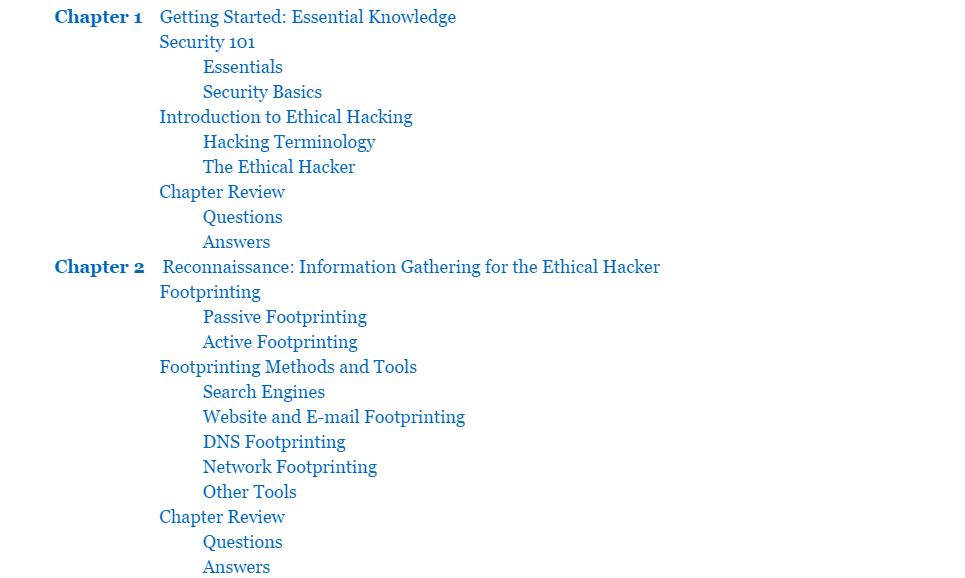 Chapter 1 Getting Started: Essential Knowledge
Security 101
Essentials
Security Basics
Introduction to Ethical Hacking
Hacking Terminology
The Ethical Hacker
Chapter Review
Questions
Answers
Chapter 2 Reconnaissance: Information Gathering for the Ethical Hacker
Footprinting
Passive Footprinting
Active Footprinting
Footprinting Methods and Tools
Search Engines
Website and E-mail Footprinting
DNS Footprinting
Network Footprinting
Other Tools
Chapter Review
Questions
Answers